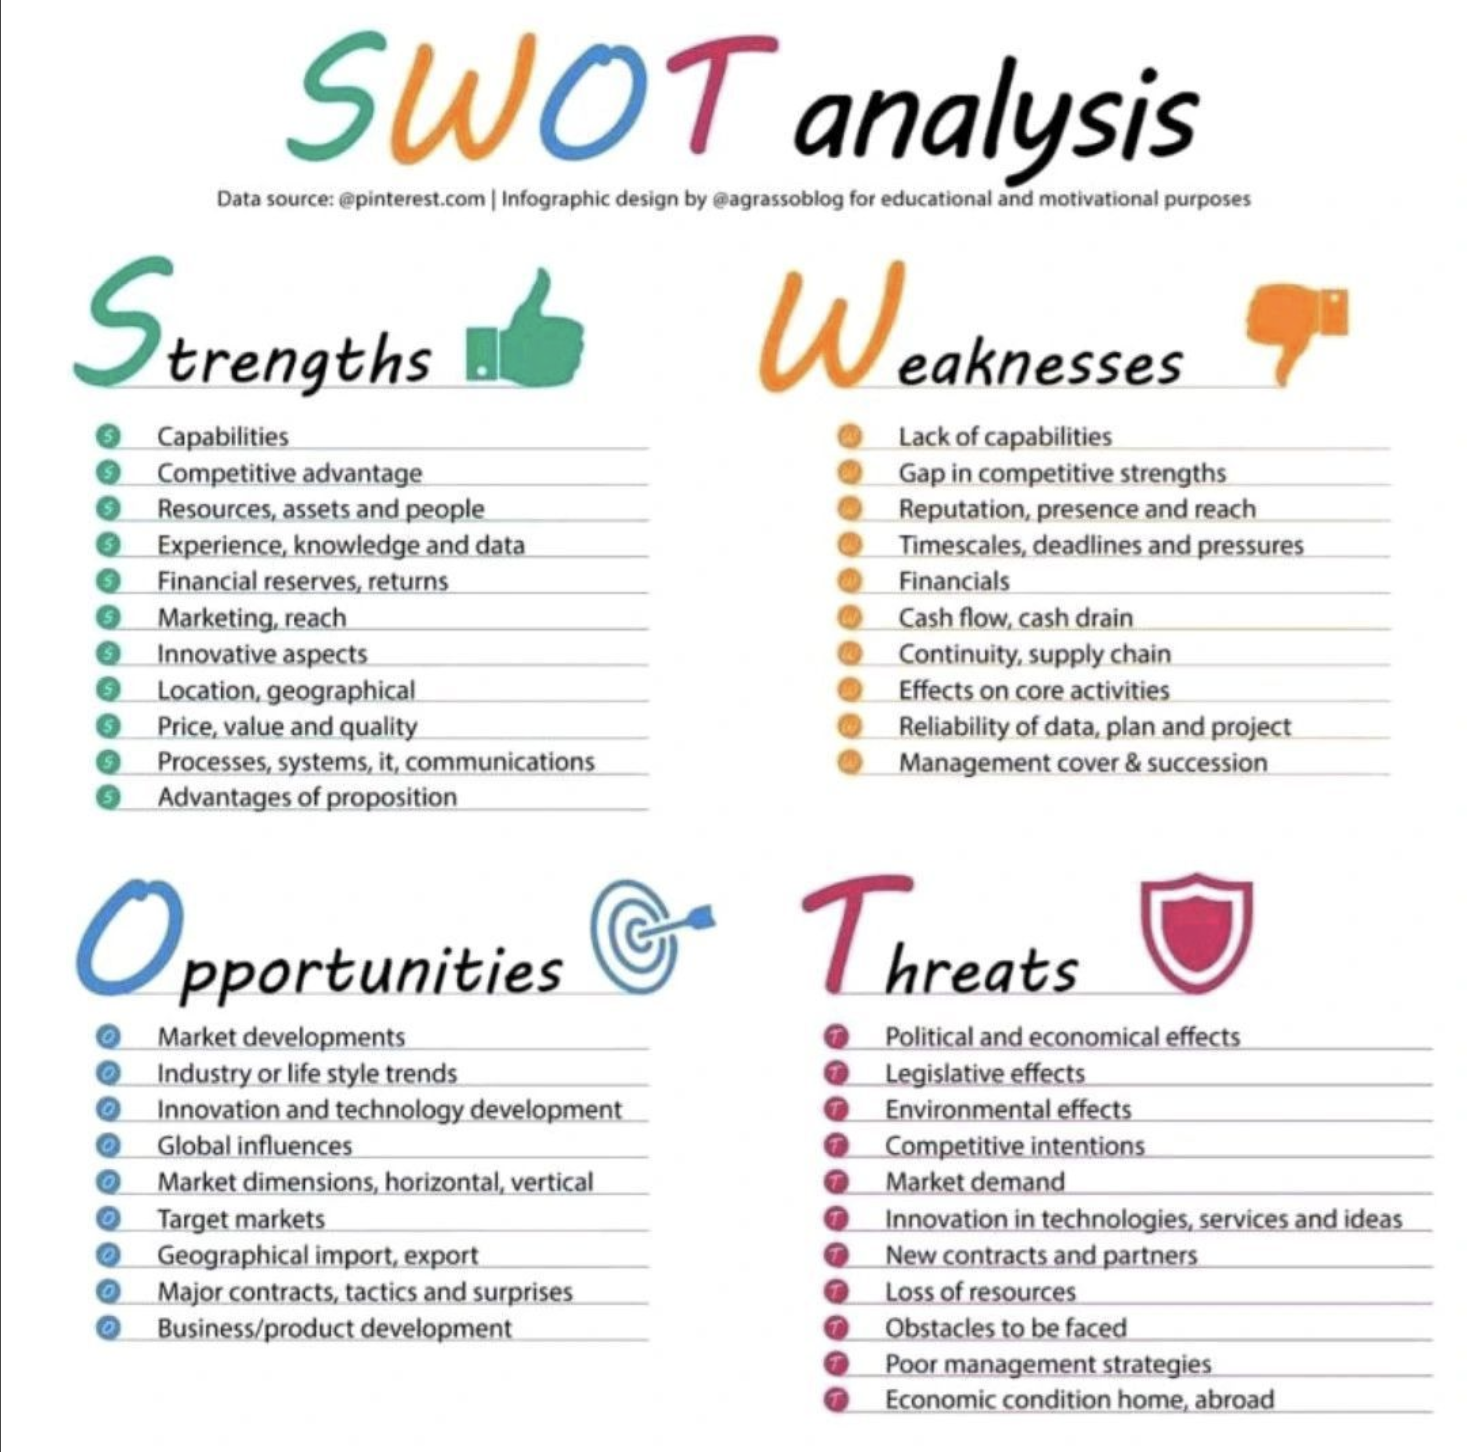 SWOT analysis
Data source: @pinterest.com | Infographic design by @agrassoblog for educational and motivational purposes
Strengths
S Capabilities
S Competitive advantage
S Resources, assets and people
S Experience, knowledge and data
S Financial reserves, returns
S Marketing, reach
S Innovative aspects
S Location, geographical
S Price, value and quality
S Processes, systems, it, communications
S Advantages of proposition
Weaknesses
W Lack of capabilities
W Gap in competitive strengths
W Reputation, presence and reach
W Timescales, deadlines and pressures
W Financials
W Cash flow, cash drain
W Continuity, supply chain
W Effects on core activities
W Reliability of data, plan and project
W Management cover & succession
Opportunities
O Market developments
O Industry or life style trends
O Innovation and technology development
O Global influences
O Market dimensions, horizontal, vertical
O Target markets
O Geographical import, export
O Major contracts, tactics and surprises
O Business/product development
Threats
T Political and economical effects
T Legislative effects
T Environmental effects
T Competitive intentions
T Market demand
T Innovation in technologies, services and ideas
T New contracts and partners
T Loss of resources
T Obstacles to be faced
T Poor management strategies
T Economic condition home, abroad